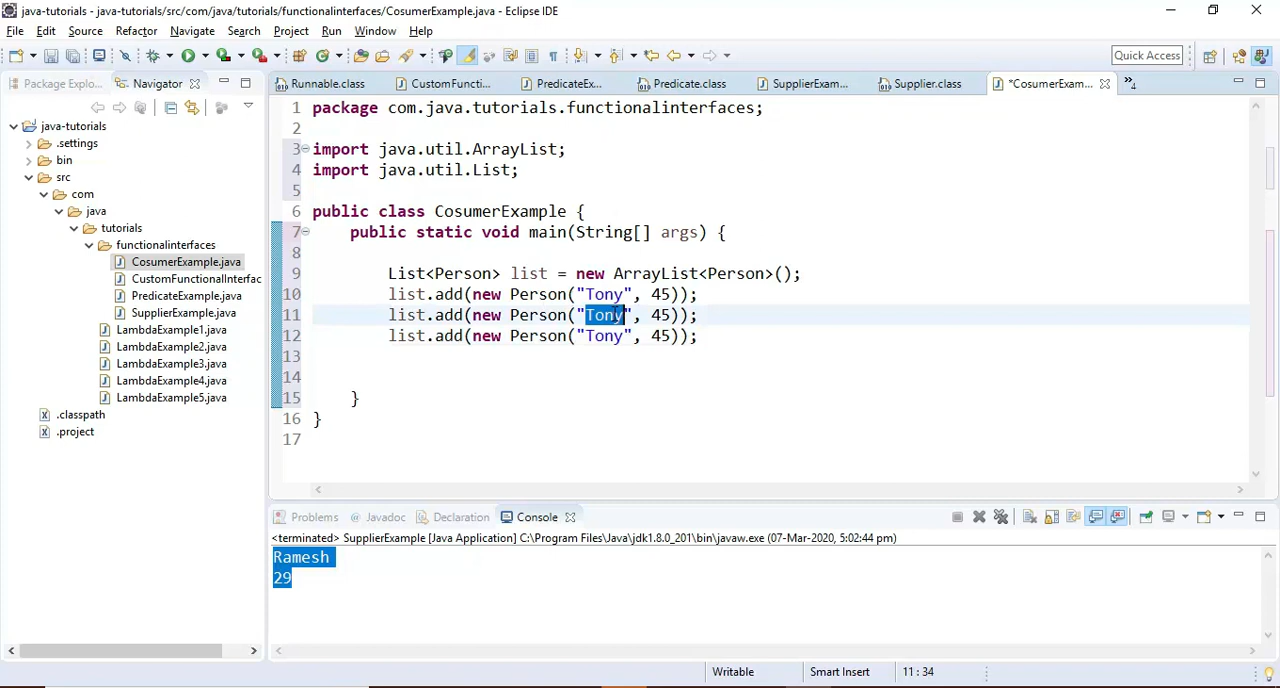 java-tutorials - java-tutorials/src/com/java/tutorials/functionalinterfaces/CosumerExample.java - Eclipse IDE
File Edit Source Refactor Navigate Search Project Run Window Help
Quick Access
Package Explo... Navigator
Runnable.class CustomFuncti... PredicateEx... Predicate.class SupplierExam... Supplier.class *CosumerExam... »4
java-tutorials
.settings
bin
src
com
java
tutorials
functionalinterfaces
CosumerExample.java
CustomFunctionalInterfac
PredicateExample.java
SupplierExample.java
LambdaExample1.java
LambdaExample2.java
LambdaExample3.java
LambdaExample4.java
LambdaExample5.java
.classpath
.project
1 package com.java.tutorials.functionalinterfaces;
2
3 import java.util.ArrayList;
4 import java.util.List;
5
6 public class CosumerExample {
7 public static void main(String[] args) {
8
9 List<Person> list = new ArrayList<Person>();
10 list.add(new Person("Tony", 45));
11 list.add(new Person("Tony", 45));
12 list.add(new Person("Tony", 45));
13
14
15 }
16 }
17
Problems Javadoc Declaration Console
<terminated> SupplierExample [Java Application] C:\Program Files\Java\jdk1.8.0_201\bin\javaw.exe (07-Mar-2020, 5:02:44 pm)
Ramesh
29
Writable Smart Insert 11 : 34